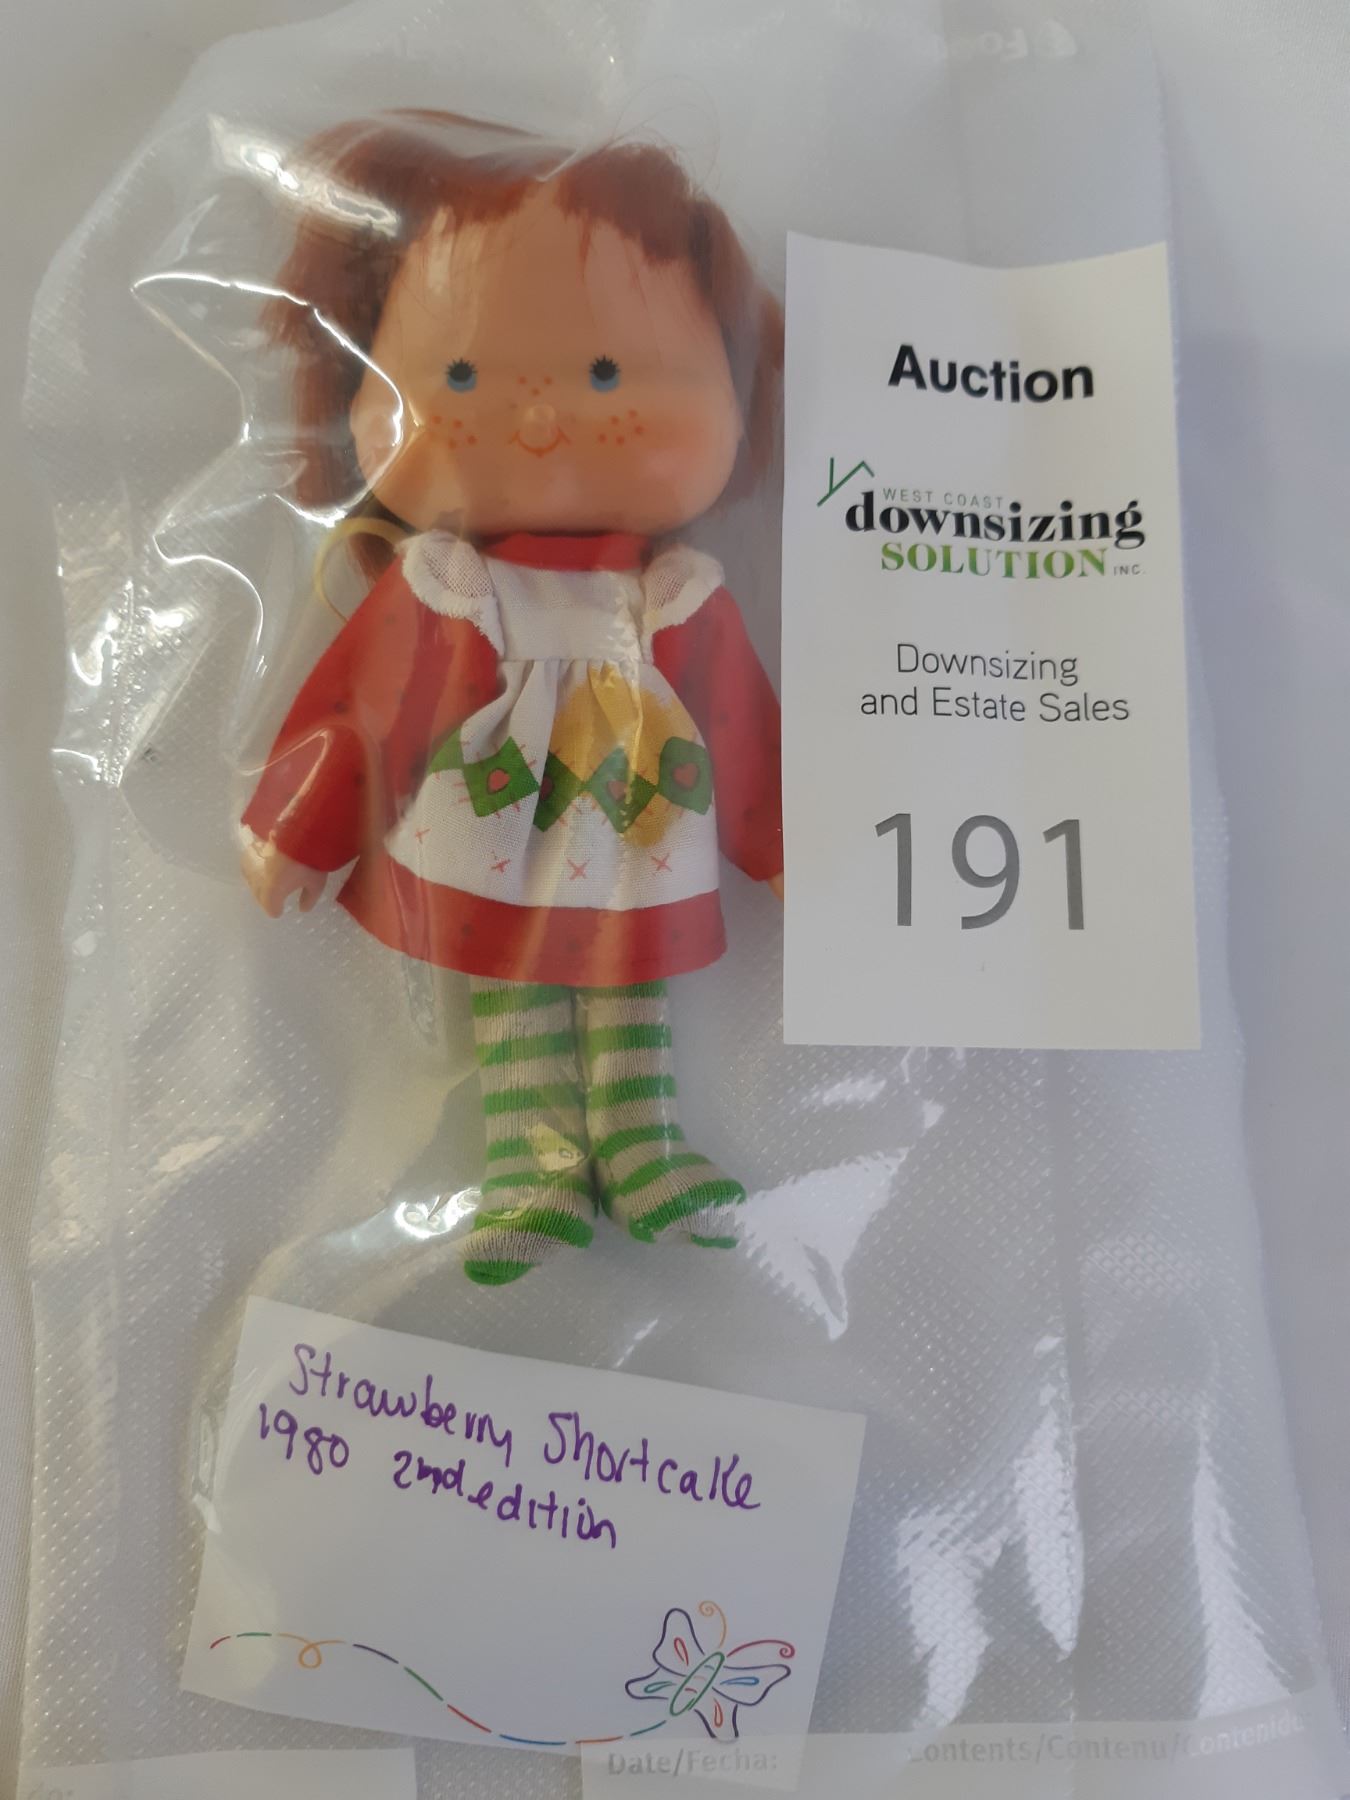 Auction
WEST COAST
downsizing
SOLUTION INC.
Downsizing
and Estate Sales
191
Strawberry Shortcake
1980 2nd edition
Date/Fecha:
Contents/Contenu/Contenido